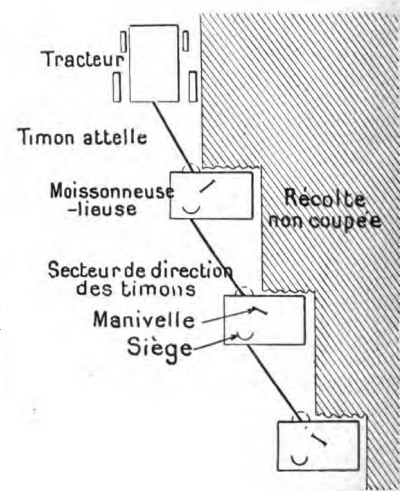 Tracteur
Timon attelle
Moissonneuse
-lieuse
Récolte
non coupée
Secteur de direction
des timons
Manivelle
Siège